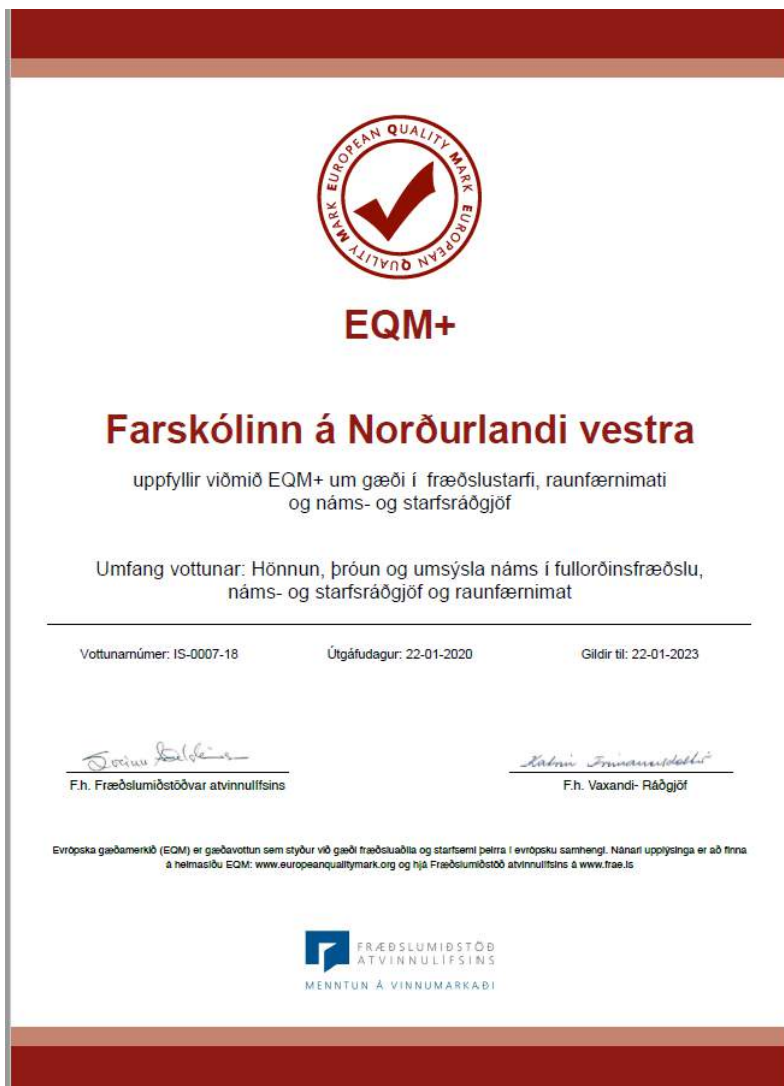 EUROPEAN QUALITY MARK EUROPEAN QUALITY MARK
EQM+
Farskólinn á Norðurlandi vestra
uppfyllir viðmið EQM+ um gæði í fræðslustarfi, raunfærnimati
og náms- og starfsráðgjöf
Umfang vottunar: Hönnun, þróun og umsýsla náms í fullorðinsfræðslu,
náms- og starfsráðgjöf og raunfærnimat
Vottunarnúmer: IS-0007-18 Útgáfudagur: 22-01-2020 Gildir til: 22-01-2023
F.h. Fræðslumiðstöðvar atvinnulífsins F.h. Vaxandi- Ráðgjöf
Evrópska gæðamerkið (EQM) er gæðavottun sem styður við gæði fræðsluaðila og starfsemi þeirra í evrópsku samhengi. Nánari upplýsinga er að finna
á heimasíðu EQM: www.europeanqualitymark.org og hjá Fræðslumiðstöð atvinnulífsins á www.frae.is
FRÆÐSLUMIÐSTÖÐ
ATVINNULÍFSINS
MENNTUN Á VINNUMARKAÐI